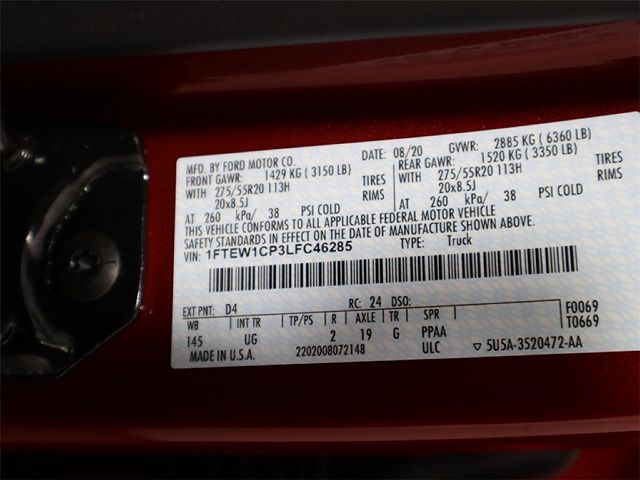 MFD. BY FORD MOTOR CO. DATE: 08/20 GVWR: 2885 KG ( 6360 LB)
FRONT GAWR: 1429 KG ( 3150 LB) REAR GAWR: 1520 KG ( 3350 LB)
WITH 275/55R20 113H TIRES WITH 275/55R20 113H TIRES
20x8.5J RIMS 20x8.5J RIMS
AT 260 kPa/ 38 PSI COLD AT 260 kPa/ 38 PSI COLD
THIS VEHICLE CONFORMS TO ALL APPLICABLE FEDERAL MOTOR VEHICLE
SAFETY STANDARDS IN EFFECT ON THE DATE OF MANUFACTURE SHOWN ABOVE.
VIN: 1FTEW1CP3LFC46285 TYPE: Truck
EXT PNT: D4 RC: 24 DSO: F0069
WB INT TR TP/PS R AXLE TR SPR T0669
145 UG 2 19 G PPAA
MADE IN U.S.A. 2202008072148 ULC ▽ 5U5A-3520472-AA